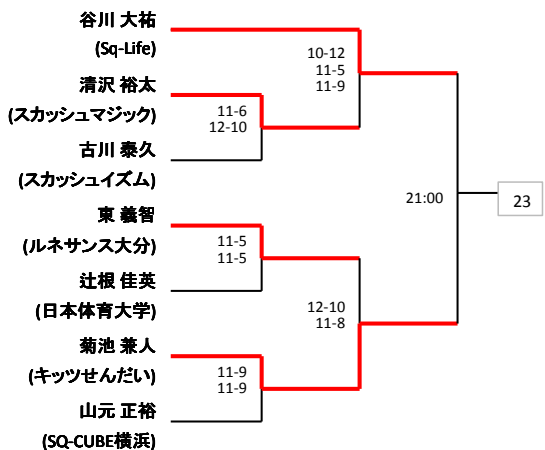 谷川 大祐
(Sq-Life)
10-12
11-5
11-9
清沢 裕太
(スカッシュマジック)
11-6
12-10
古川 泰久
(スカッシュイズム)
21:00
23
東 義智
(ルネサンス大分)
11-5
11-5
辻根 佳英
(日本体育大学)
12-10
11-8
菊池 兼人
(キッツせんだい)
11-9
11-9
山元 正裕
(SQ-CUBE横浜)